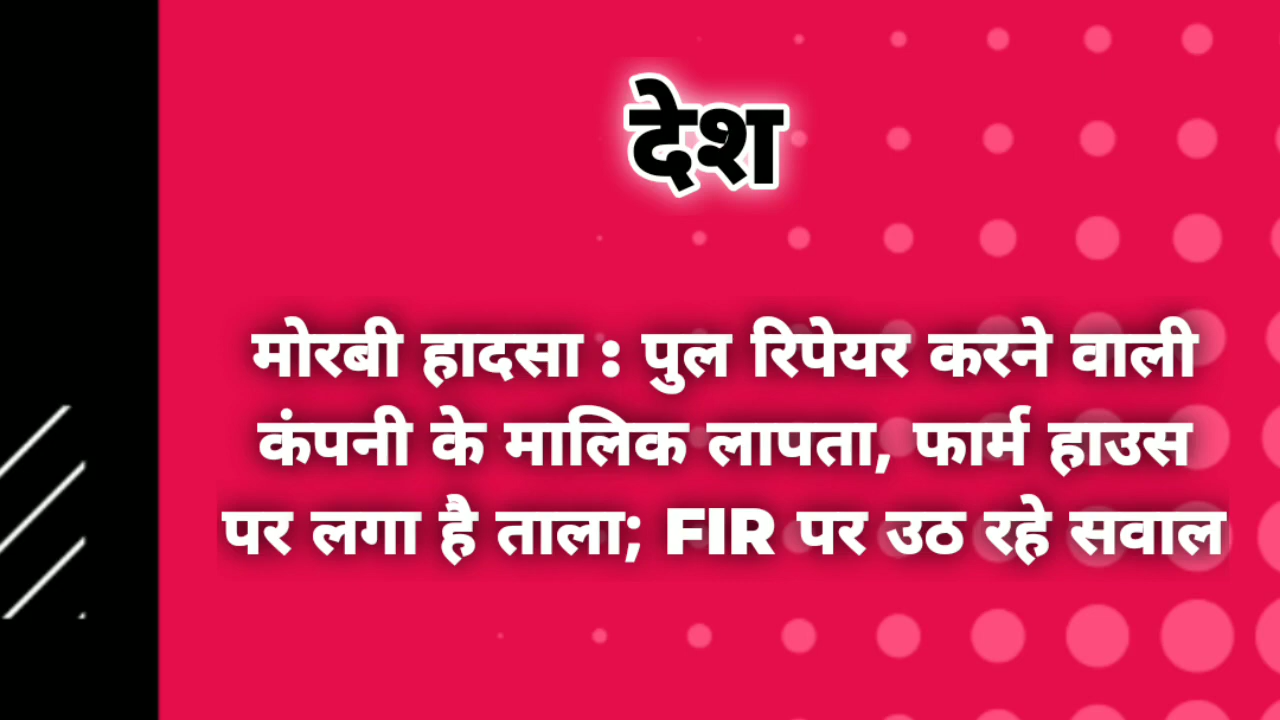 देश
मोरबी हादसा : पुल रिपेयर करने वाली
कंपनी के मालिक लापता, फार्म हाउस
पर लगा है ताला; FIR पर उठ रहे सवाल